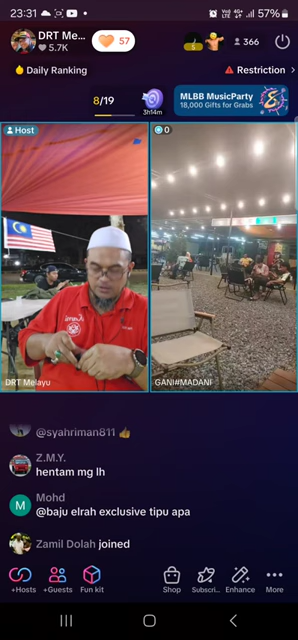 23:31
57%
DRT Me...
5.7K
57
366
Daily Ranking
Restriction >
8/19
3h14m
MLBB MusicParty
18,000 Gifts for Grabs
Host
0
DRT Melayu
GANI#MADANI
@syahriman811 👍
Z.M.Y.
hentam mg lh
M
Mohd
@baju elrah exclusive tipu apa
Zamil Dolah joined
+Hosts
+Guests
Fun kit
Shop
Subscri...
Enhance
More